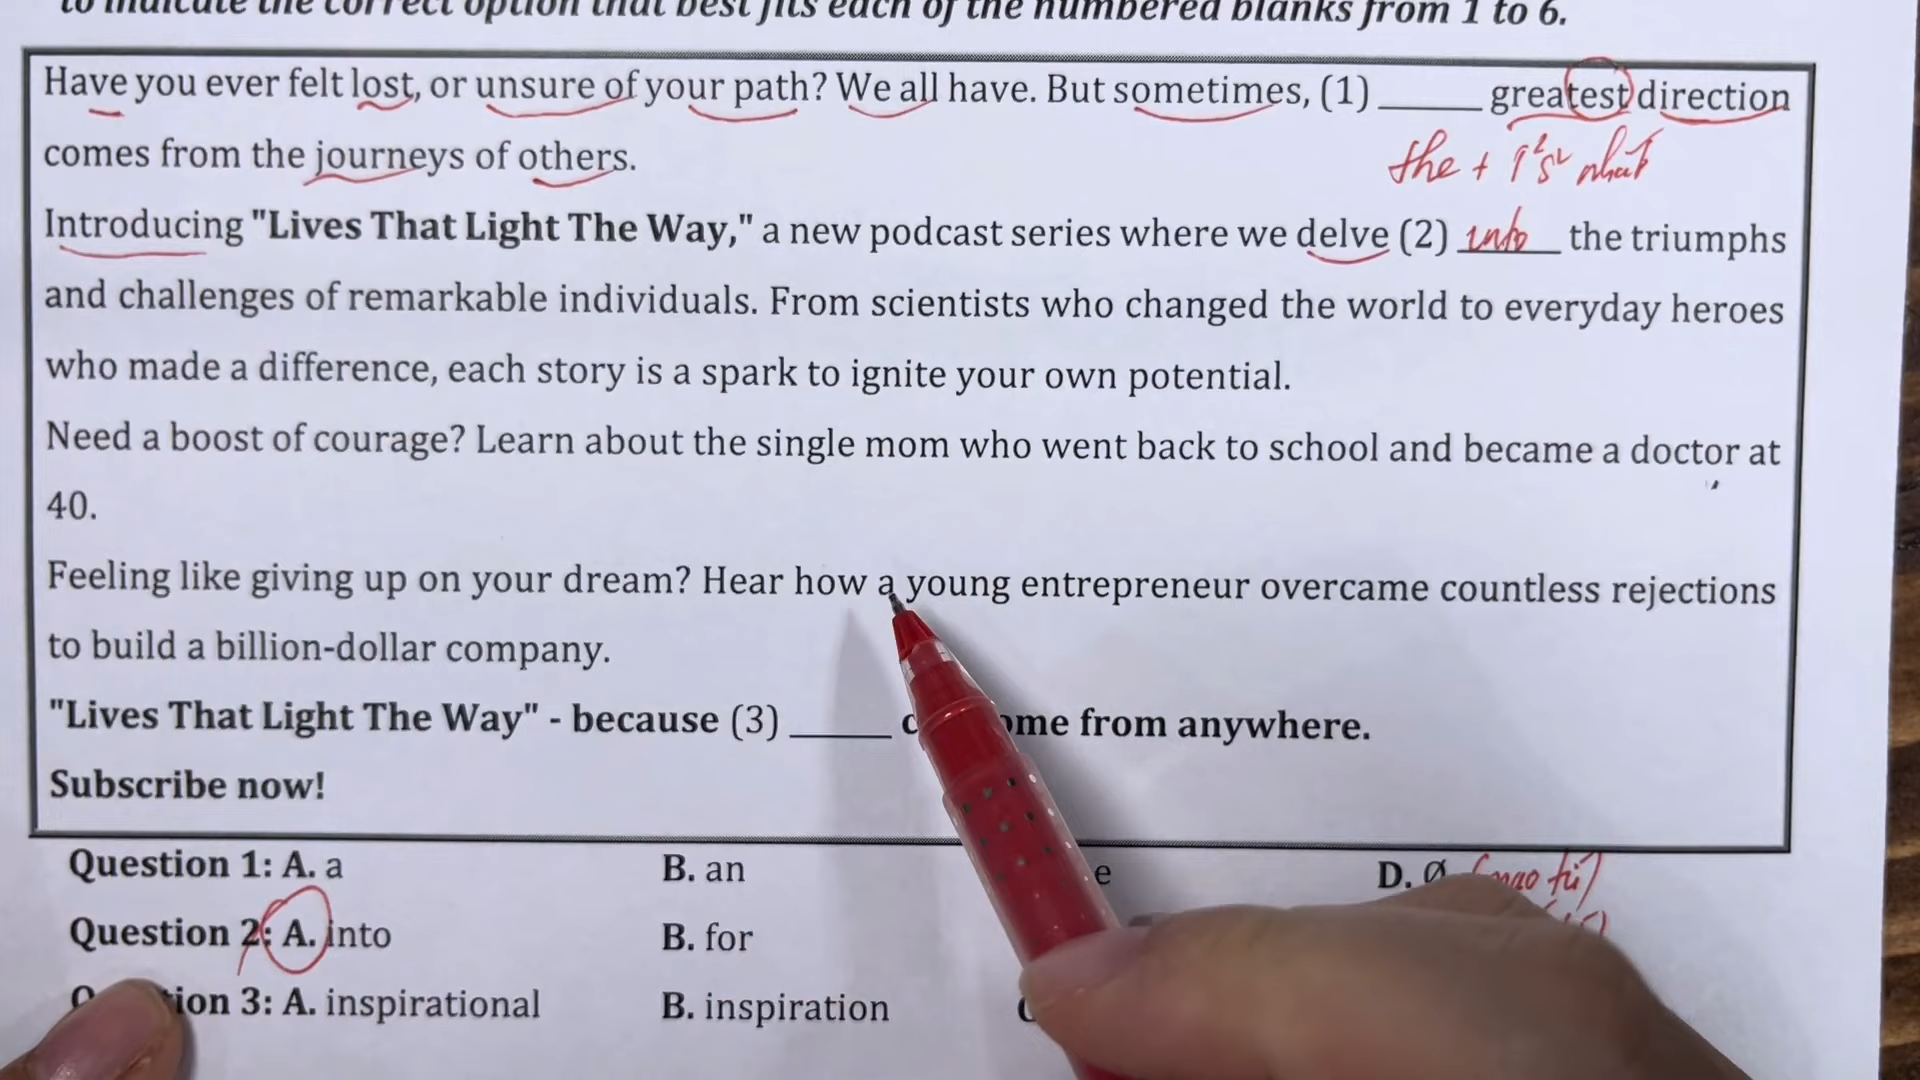 to indicate the correct option that best fits each of the numbered blanks from 1 to 6.
Have you ever felt lost, or unsure of your path? We all have. But sometimes, (1) _____ greatest direction
the +
comes from the journeys of others.
Introducing "Lives That Light The Way," a new podcast series where we delve (2) into the triumphs
and challenges of remarkable individuals. From scientists who changed the world to everyday heroes
who made a difference, each story is a spark to ignite your own potential.
Need a boost of courage? Learn about the single mom who went back to school and became a doctor at
40.
Feeling like giving up on your dream? Hear how a young entrepreneur overcame countless rejections
to build a billion-dollar company.
"Lives That Light The Way" - because (3) _____ from anywhere.
Subscribe now!
Question 1: A. a B. an D. Ø
Question 2: A. into B. for
3: A. inspirational B. inspiration